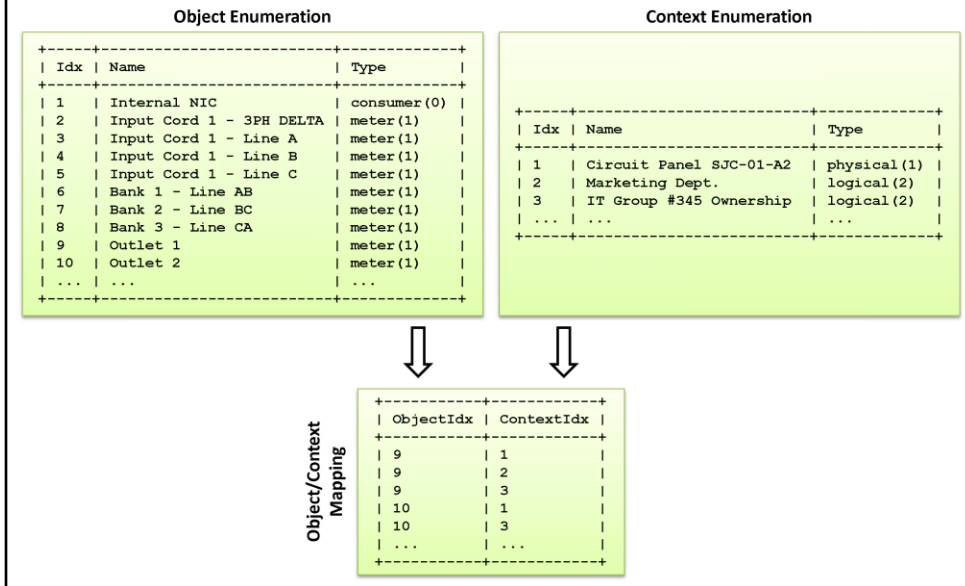 Object Enumeration
+-----+-----------------------+-------------+
| Idx | Name | Type |
+-----+-----------------------+-------------+
| 1 | Internal NIC | consumer(0) |
| 2 | Input Cord 1 - 3PH DELTA | meter(1) |
| 3 | Input Cord 1 - Line A | meter(1) |
| 4 | Input Cord 1 - Line B | meter(1) |
| 5 | Input Cord 1 - Line C | meter(1) |
| 6 | Bank 1 - Line AB | meter(1) |
| 7 | Bank 2 - Line BC | meter(1) |
| 8 | Bank 3 - Line CA | meter(1) |
| 9 | Outlet 1 | meter(1) |
| 10 | Outlet 2 | meter(1) |
| ... | ... | ... |
+-----+-----------------------+-------------+
Context Enumeration
+-----+-----------------------+-------------+
| Idx | Name | Type |
+-----+-----------------------+-------------+
| 1 | Circuit Panel SJC-01-A2 | physical(1) |
| 2 | Marketing Dept. | logical(2) |
| 3 | IT Group #345 Ownership | logical(2) |
| ... | ... | ... |
+-----+-----------------------+-------------+
Object/Context
Mapping
+-----------+------------+
| ObjectIdx | ContextIdx |
+-----------+------------+
| 9 | 1 |
| 9 | 2 |
| 9 | 3 |
| 10 | 1 |
| 10 | 3 |
| ... | ... |
+-----------+------------+